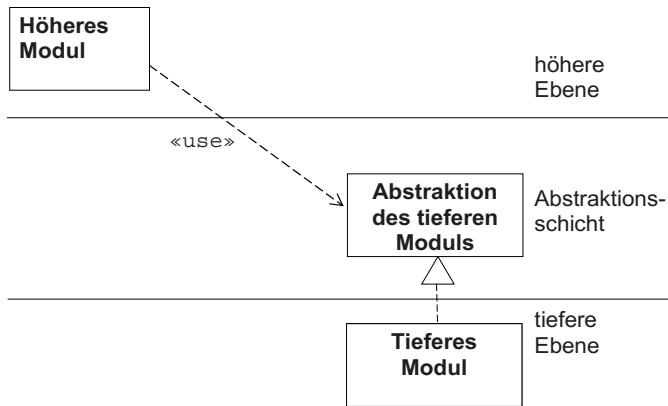 Höheres
Modul
höhere
Ebene
«use»
Abstraktion
des tieferen
Moduls
Abstraktions-
schicht
tiefere
Ebene
Tieferes
Modul